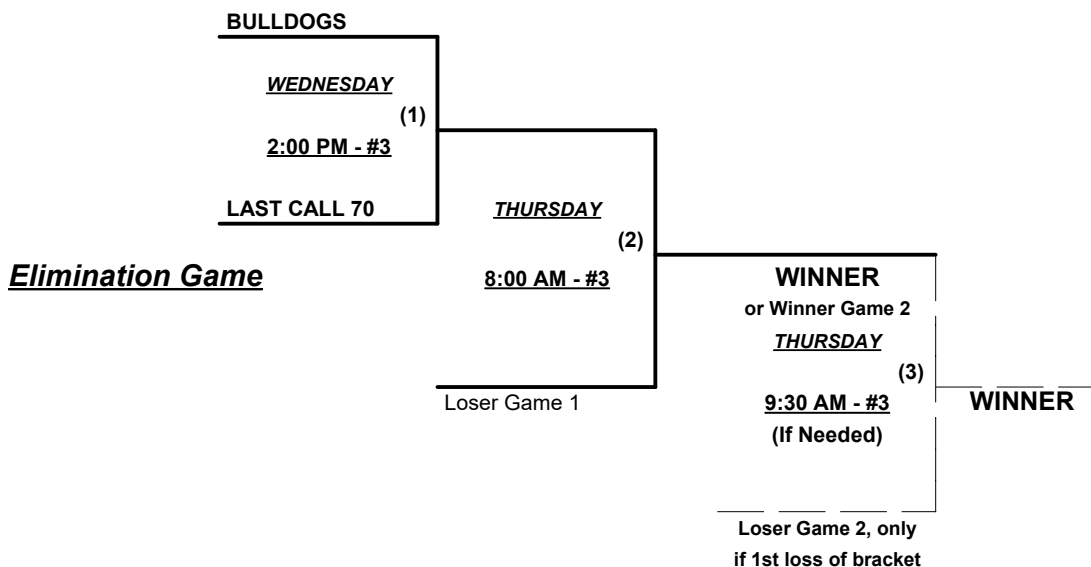 BULLDOGS
WEDNESDAY
(1)
2:00 PM - #3
LAST CALL 70
THURSDAY
(2)
Elimination Game
8:00 AM - #3
WINNER
or Winner Game 2
THURSDAY
(3)
Loser Game 1
9:30 AM - #3
WINNER
(If Needed)
Loser Game 2, only
if 1st loss of bracket